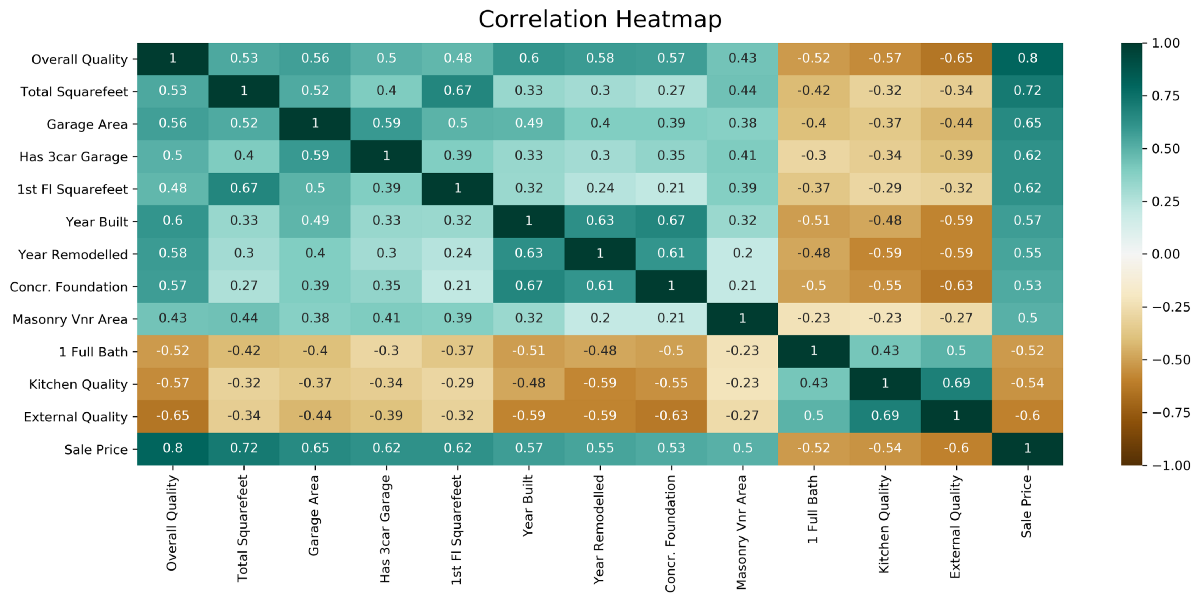 Correlation Heatmap
Overall Quality 1 0.53 0.56 0.5 0.48 0.6 0.58 0.57 0.43 -0.52 -0.57 -0.65 0.8
Total Squarefeet 0.53 1 0.52 0.4 0.67 0.33 0.3 0.27 0.44 -0.42 -0.32 -0.34 0.72
Garage Area 0.56 0.52 1 0.59 0.5 0.49 0.4 0.39 0.38 -0.4 -0.37 -0.44 0.65
Has 3car Garage 0.5 0.4 0.59 1 0.39 0.33 0.3 0.35 0.41 -0.3 -0.34 -0.39 0.62
1st Fl Squarefeet 0.48 0.67 0.5 0.39 1 0.32 0.24 0.21 0.39 -0.37 -0.29 -0.32 0.62
Year Built 0.6 0.33 0.49 0.33 0.32 1 0.63 0.67 0.32 -0.51 -0.48 -0.59 0.57
Year Remodelled 0.58 0.3 0.4 0.3 0.24 0.63 1 0.61 0.2 -0.48 -0.59 -0.59 0.55
Concr. Foundation 0.57 0.27 0.39 0.35 0.21 0.67 0.61 1 0.21 -0.5 -0.55 -0.63 0.53
Masonry Vnr Area 0.43 0.44 0.38 0.41 0.39 0.32 0.2 0.21 1 -0.23 -0.23 -0.27 0.5
1 Full Bath -0.52 -0.42 -0.4 -0.3 -0.37 -0.51 -0.48 -0.5 -0.23 1 0.43 0.5 -0.52
Kitchen Quality -0.57 -0.32 -0.37 -0.34 -0.29 -0.48 -0.59 -0.55 -0.23 0.43 1 0.69 -0.54
External Quality -0.65 -0.34 -0.44 -0.39 -0.32 -0.59 -0.59 -0.63 -0.27 0.5 0.69 1 -0.6
Sale Price 0.8 0.72 0.65 0.62 0.62 0.57 0.55 0.53 0.5 -0.52 -0.54 -0.6 1
Overall Quality
Total Squarefeet
Garage Area
Has 3car Garage
1st Fl Squarefeet
Year Built
Year Remodelled
Concr. Foundation
Masonry Vnr Area
1 Full Bath
Kitchen Quality
External Quality
Sale Price
1.00
0.75
0.50
0.25
0.00
−0.25
−0.50
−0.75
−1.00